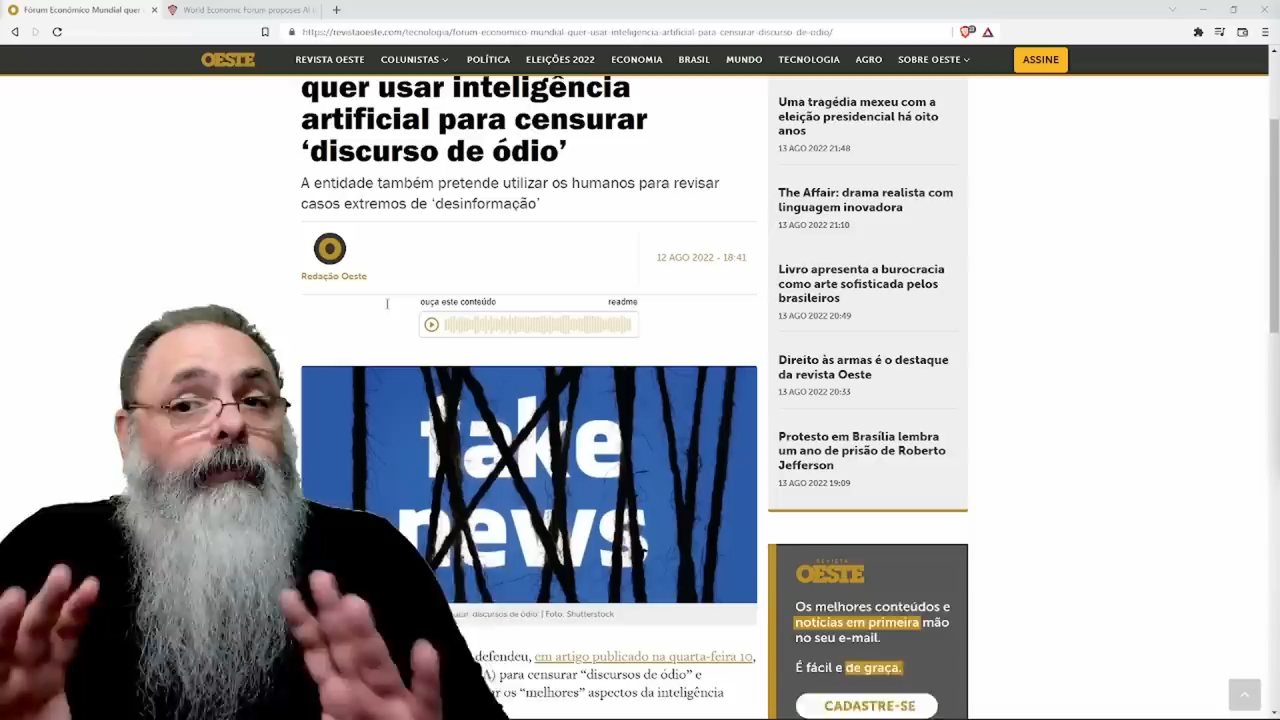 Fórum Econômico Mundial quer
World Economic Forum proposes AI
https://revistaoeste.com/tecnologia/forum-economico-mundial-quer-usar-inteligencia-artificial-para-censurar-discurso-de-odio/
OESTE
REVISTA OESTE
COLUNISTAS
POLÍTICA
ELEIÇÕES 2022
ECONOMIA
BRASIL
MUNDO
TECNOLOGIA
AGRO
SOBRE OESTE
ASSINE
quer usar inteligência
artificial para censurar
‘discurso de ódio’
A entidade também pretende utilizar os humanos para revisar
casos extremos de ‘desinformação’
Redação Oeste
12 AGO 2022 - 18:41
ouça este conteúdo
readme
fake
news
discursos de ódio | Foto: Shutterstock
defendeu, em artigo publicado na quarta-feira 10,
) para censurar “discursos de ódio” e
ar os “melhores” aspectos da inteligência
Uma tragédia mexeu com a
eleição presidencial há oito
anos
13 AGO 2022 21:48
The Affair: drama realista com
linguagem inovadora
13 AGO 2022 21:10
Livro apresenta a burocracia
como arte sofisticada pelos
brasileiros
13 AGO 2022 20:49
Direito às armas é o destaque
da revista Oeste
13 AGO 2022 20:33
Protesto em Brasília lembra
um ano de prisão de Roberto
Jefferson
13 AGO 2022 19:09
REVISTA
OESTE
Os melhores conteúdos e
notícias em primeira mão
no seu e-mail.
É fácil e de graça.
CADASTRE-SE